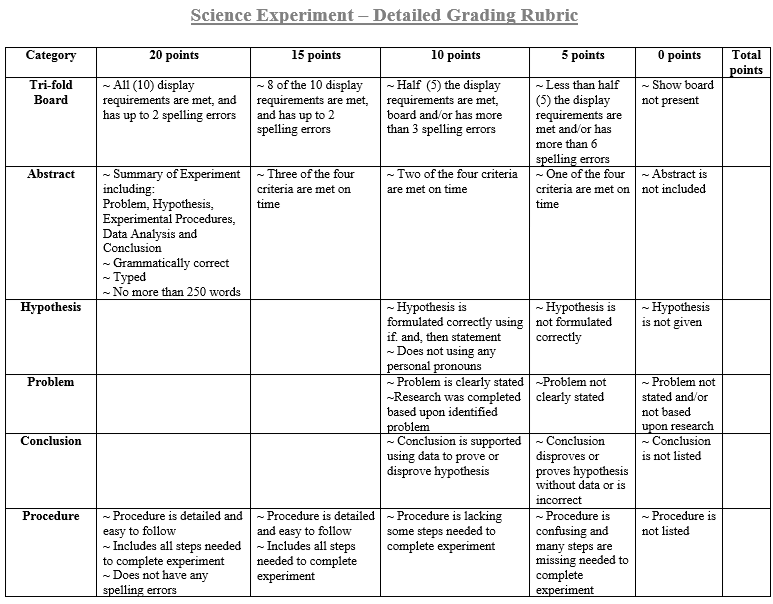 Science Experiment – Detailed Grading Rubric
Category
20 points
15 points
10 points
5 points
0 points
Total
points
Tri-fold
Board
~ All (10) display
requirements are met, and
has up to 2 spelling errors
~ 8 of the 10 display
requirements are met,
and has up to 2
spelling errors
~ Half (5) the display
requirements are met,
board and/or has more
than 3 spelling errors
~ Less than half
(5) the display
requirements are
met and/or has
more than 6
spelling errors
~ Show board
not present
Abstract
~ Summary of Experiment
including:
Problem, Hypothesis,
Experimental Procedures,
Data Analysis and
Conclusion
~ Grammatically correct
~ Typed
~ No more than 250 words
~ Three of the four
criteria are met on
time
~ Two of the four criteria
are met on time
~ One of the four
criteria are met on
time
~ Abstract is
not included
Hypothesis
~ Hypothesis is
formulated correctly using
if. and, then statement
~ Does not using any
personal pronouns
~ Hypothesis is
not formulated
correctly
~ Hypothesis
is not given
Problem
~ Problem is clearly stated
~Research was completed
based upon identified
problem
~Problem not
clearly stated
~ Problem not
stated and/or
not based
upon research
Conclusion
~ Conclusion is supported
using data to prove or
disprove hypothesis
~ Conclusion
disproves or
proves hypothesis
without data or is
incorrect
~ Conclusion
is not listed
Procedure
~ Procedure is detailed and
easy to follow
~ Includes all steps needed
to complete experiment
~ Does not have any
spelling errors
~ Procedure is detailed
and easy to follow
~ Includes all steps
needed to complete
experiment
~ Procedure is lacking
some steps needed to
complete experiment
~ Procedure is
confusing and
many steps are
missing needed to
complete
experiment
~ Procedure is
not listed